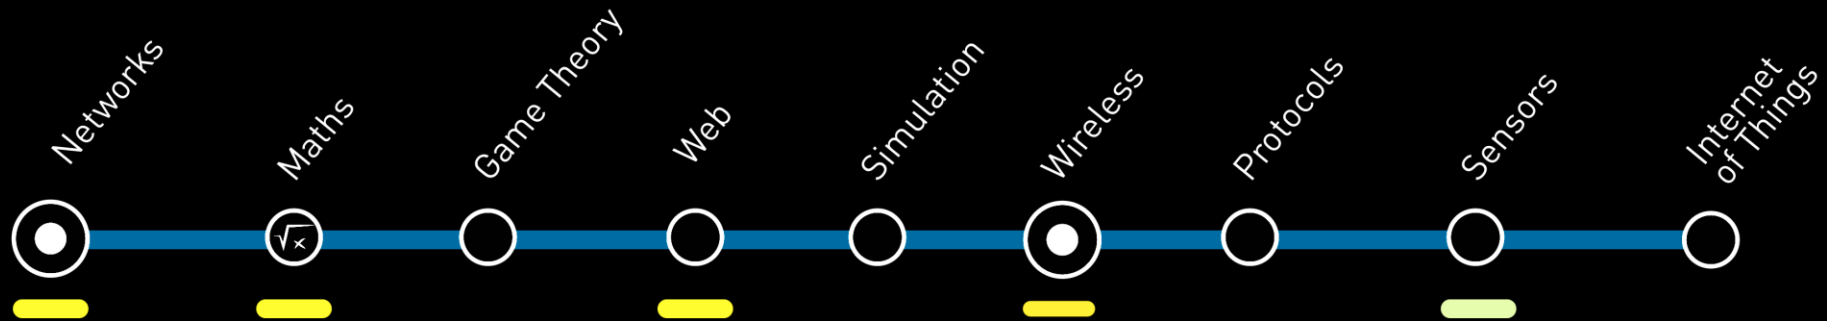 Networks
Maths
Game Theory
Web
Simulation
Wireless
Protocols
Sensors
Internet
of Things
√x